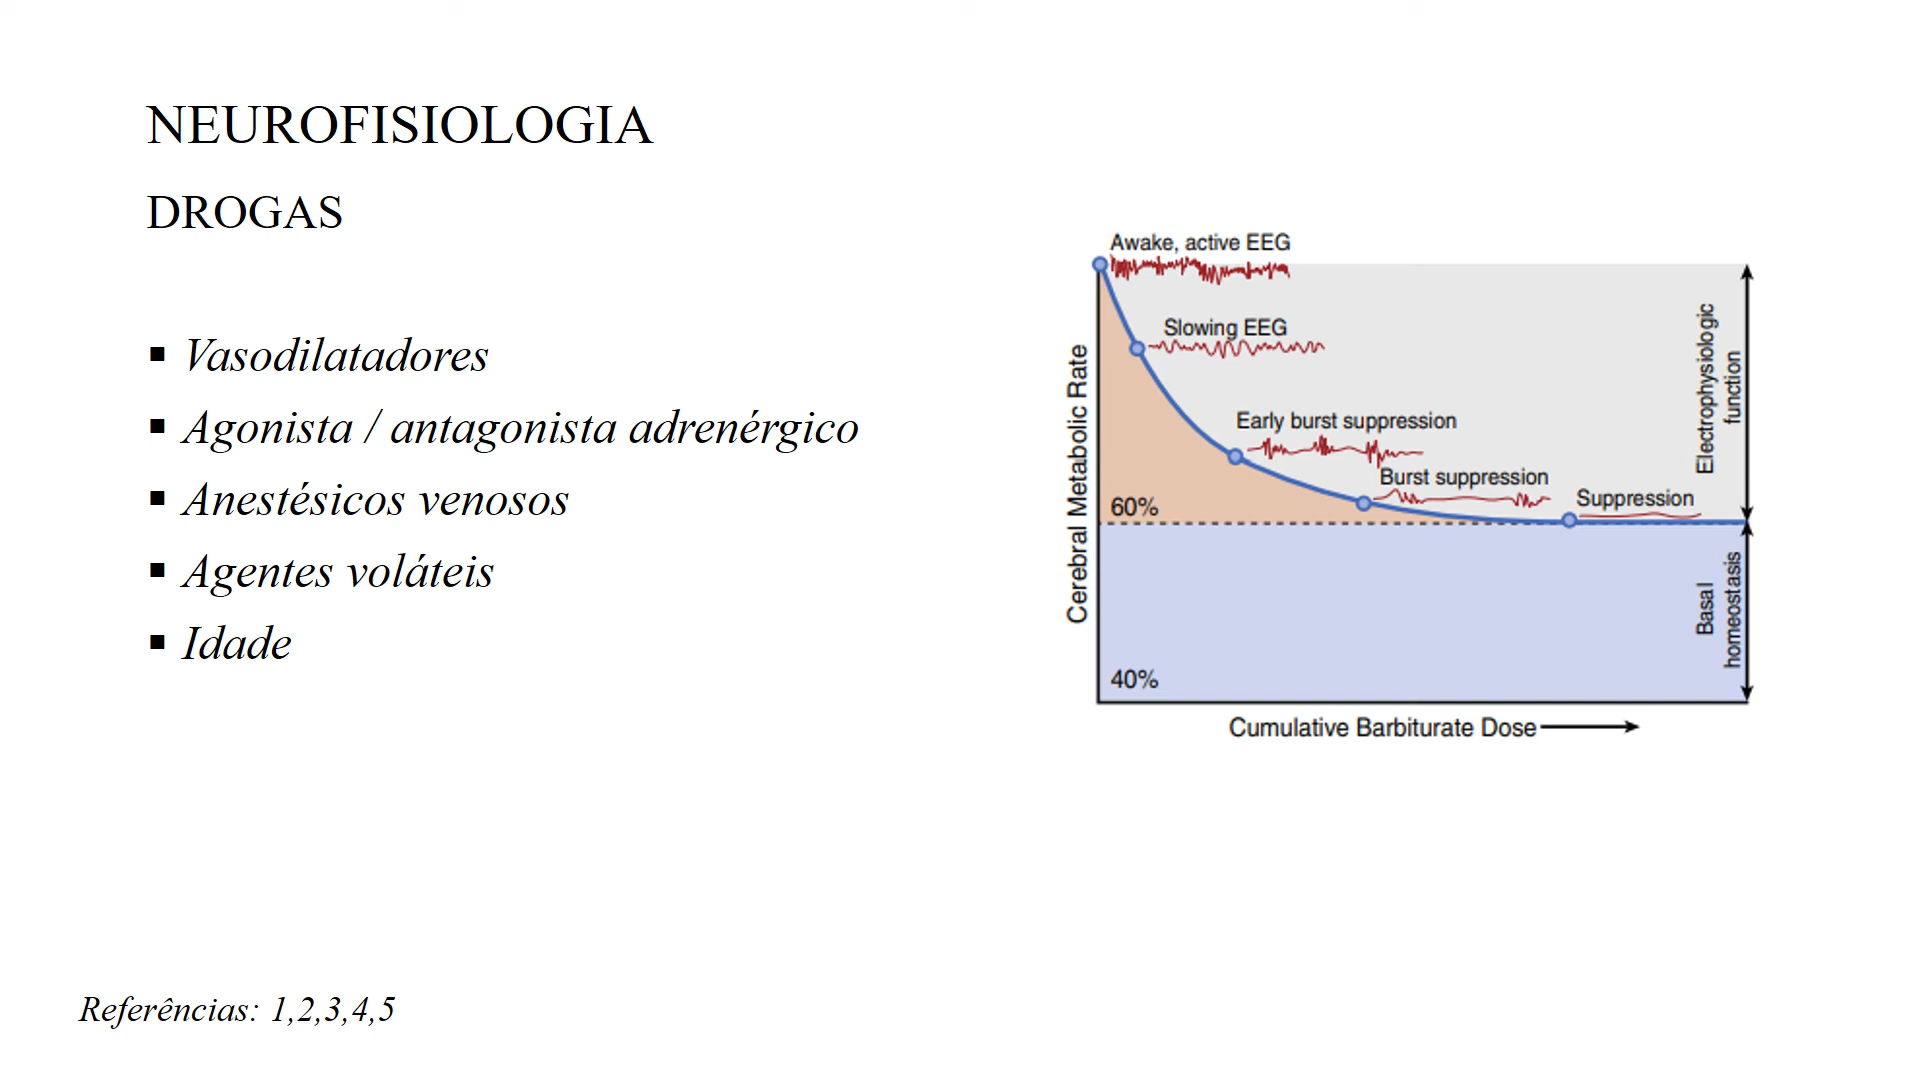 NEUROFISIOLOGIA
DROGAS
▪ Vasodilatadores
▪ Agonista / antagonista adrenérgico
▪ Anestésicos venosos
▪ Agentes voláteis
▪ Idade
Awake, active EEG
Slowing EEG
Early burst suppression
Burst suppression
Suppression
60%
40%
Cerebral Metabolic Rate
Electrophysiologic
function
Basal
homeostasis
Cumulative Barbiturate Dose
Referências: 1,2,3,4,5